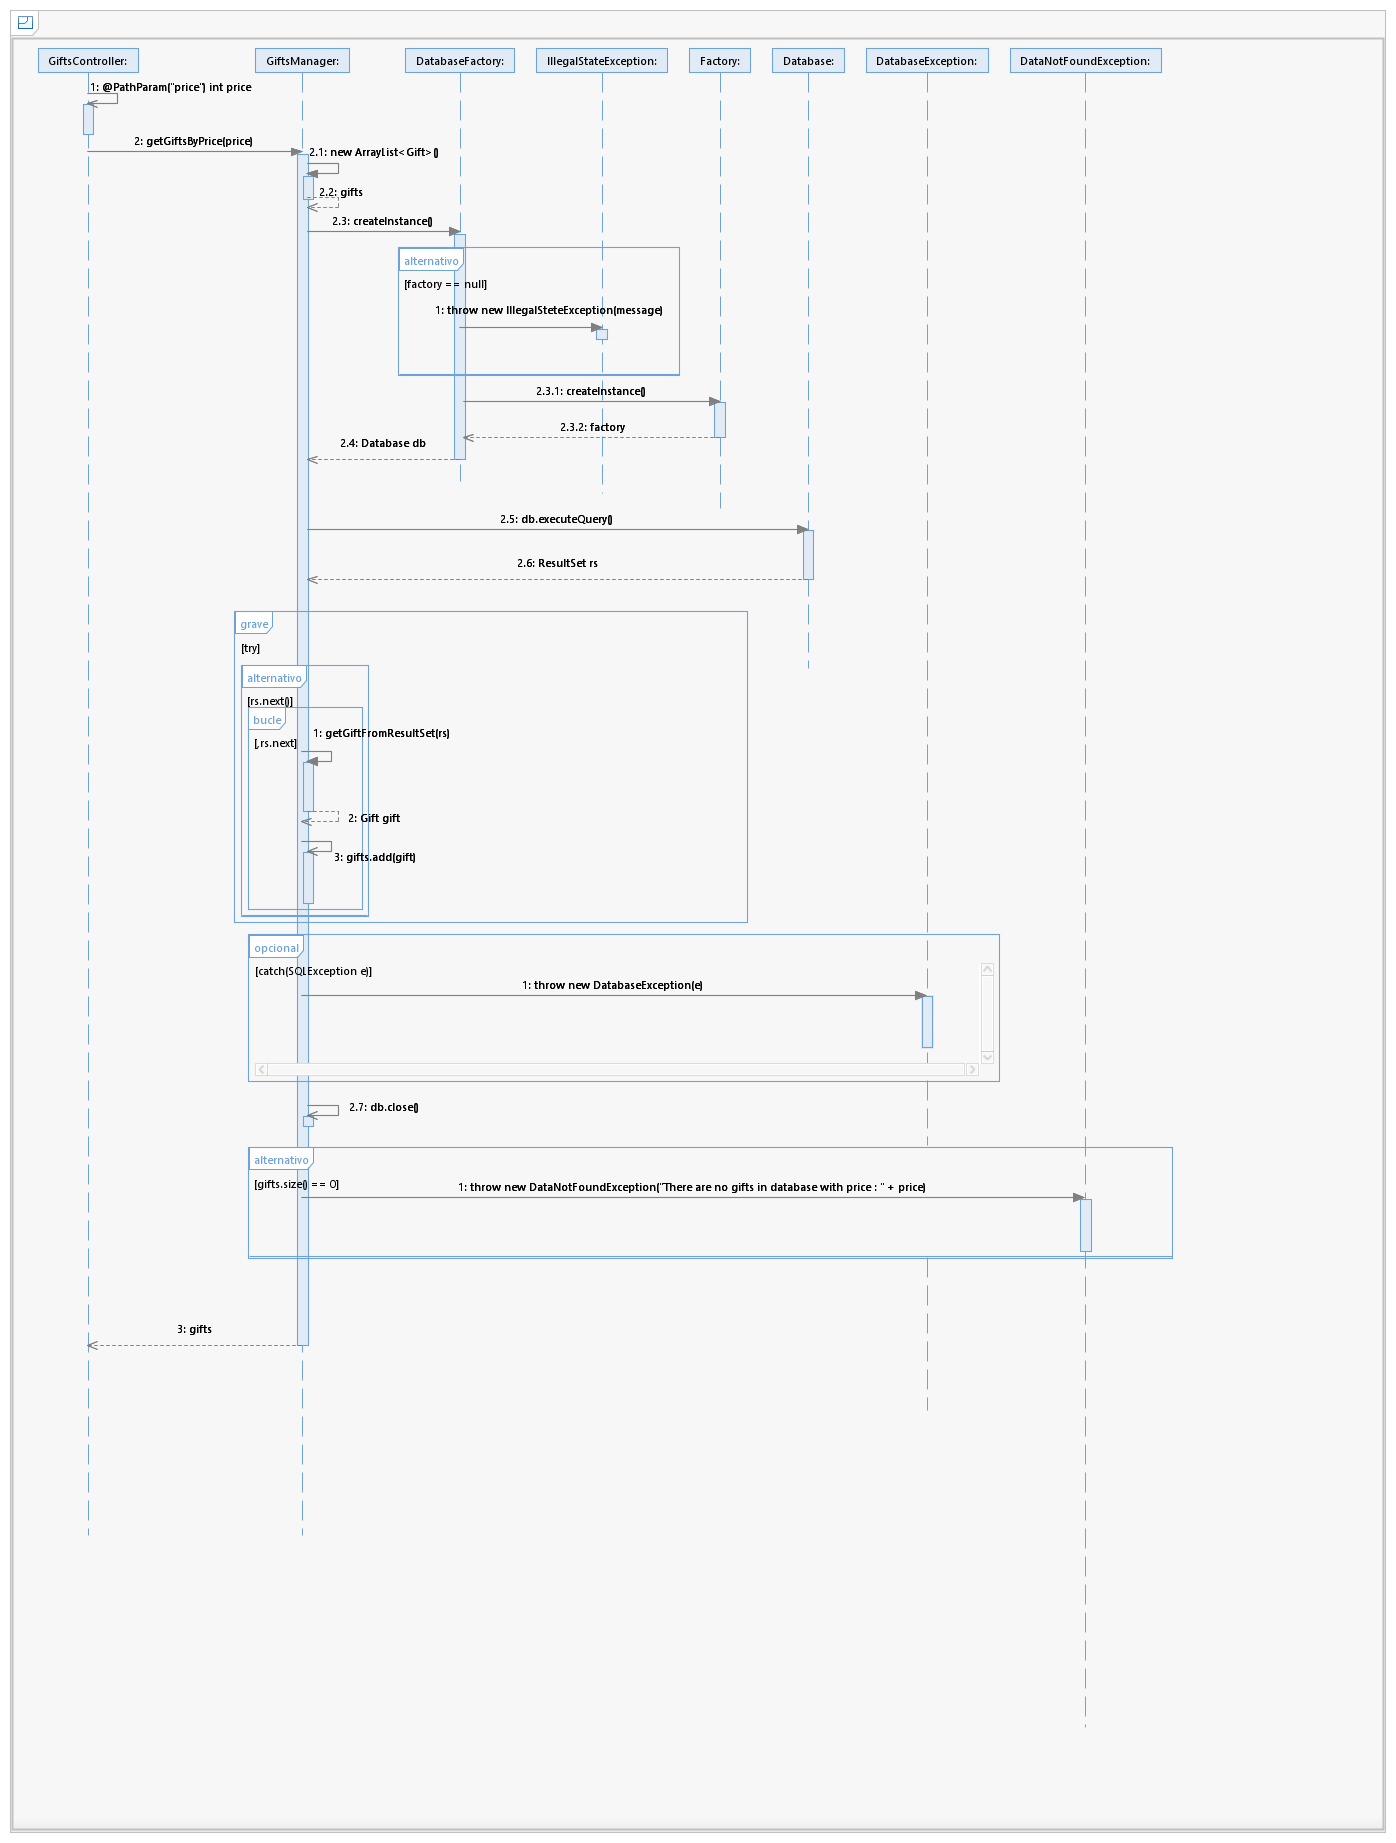 GiftsController:
GiftsManager:
DatabaseFactory:
IllegalStateException:
Factory:
Database:
DatabaseException:
DataNotFoundException:
1: @PathParam("price") int price
2: getGiftsByPrice(price)
2.1: new ArrayList<Gift>()
2.2: gifts
2.3: createInstance()
alternativo
[factory == null]
1: throw new IllegalSteteException(message)
2.3.1: createInstance()
2.3.2: factory
2.4: Database db
2.5: db.executeQuery()
2.6: ResultSet rs
grave
[try]
alternativo
[rs.next()]
bucle
1: getGiftFromResultSet(rs)
[,rs.next]
2: Gift gift
3: gifts.add(gift)
opcional
[catch(SQLException e)]
1: throw new DatabaseException(e)
2.7: db.close()
alternativo
[gifts.size() == 0]
1: throw new DataNotFoundException("There are no gifts in database with price : " + price)
3: gifts